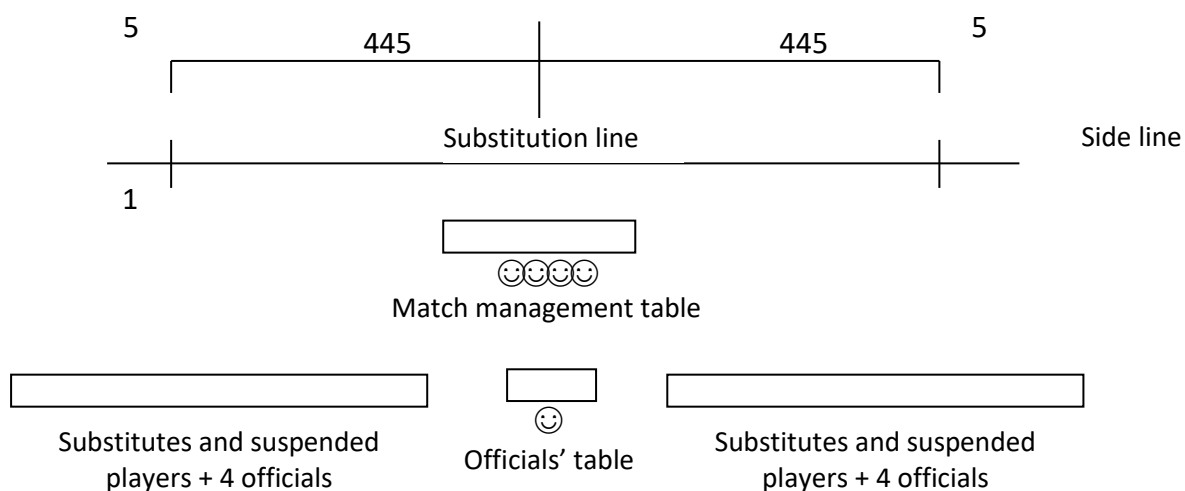 5 445 445 5
Substitution line Side line
1
Match management table
Substitutes and suspended
players + 4 officials
Officials’ table
Substitutes and suspended
players + 4 officials